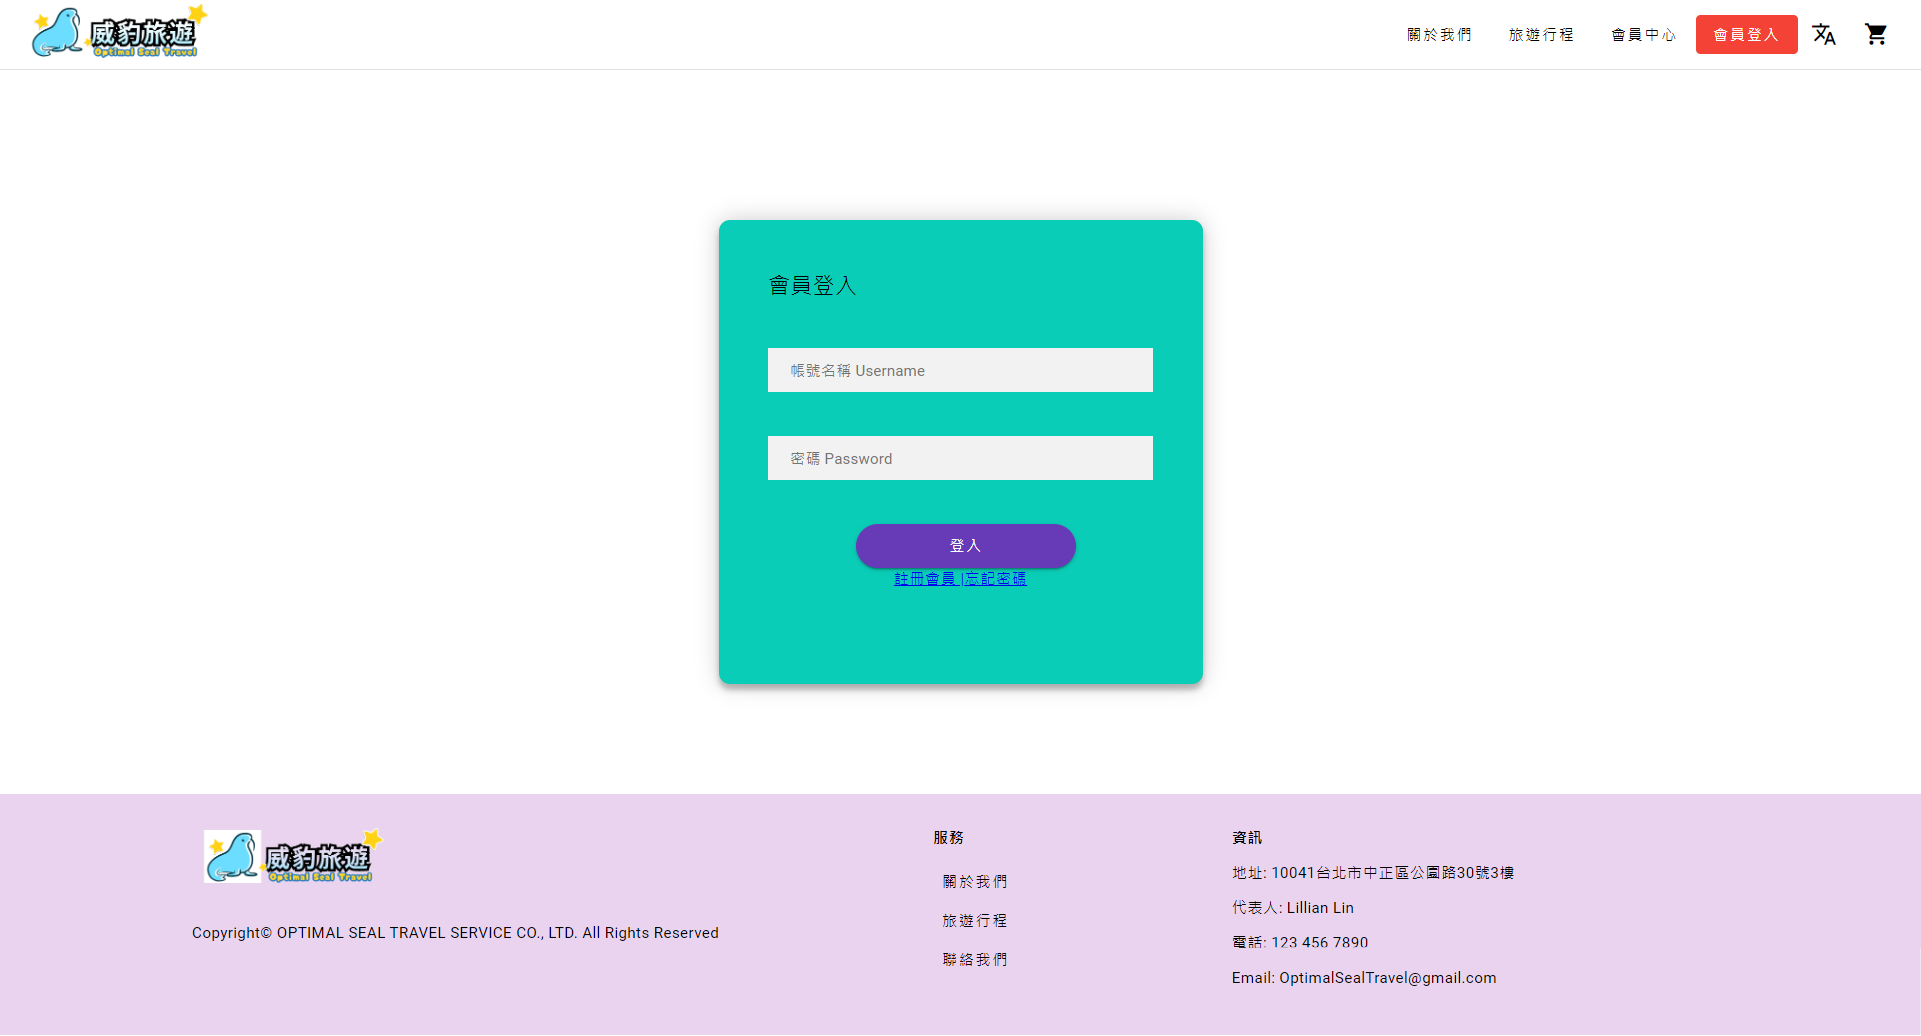 威豹旅遊
Optimal Seal Travel
關於我們 旅遊行程 會員中心 會員登入
會員登入
帳號名稱 Username
密碼 Password
登入
註冊會員 |忘記密碼
威豹旅遊
Optimal Seal Travel
Copyright© OPTIMAL SEAL TRAVEL SERVICE CO., LTD. All Rights Reserved
服務
關於我們
旅遊行程
聯絡我們
資訊
地址: 10041台北市中正區公園路30號3樓
代表人: Lillian Lin
電話: 123 456 7890
Email: OptimalSealTravel@gmail.com